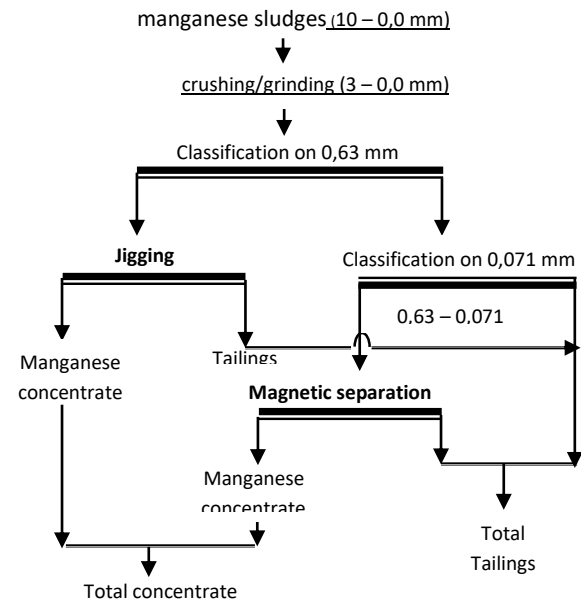 manganese sludges (10 – 0,0 mm)
crushing/grinding (3 – 0,0 mm)
Classification on 0,63 mm
Jigging
Classification on 0,071 mm
0,63 – 0,071
Manganese
concentrate
Tailings
Magnetic separation
Manganese
concentrate
Total
Tailings
Total concentrate